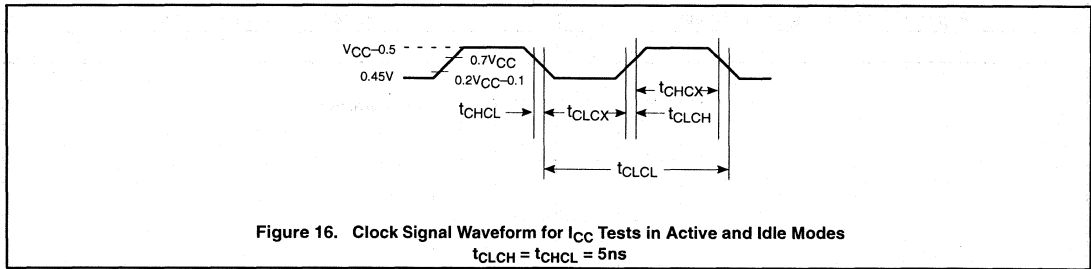 VCC–0.5
0.7VCC
0.45V
0.2VCC–0.1
tCHCX
tCHCL
tCLCX
tCLCH
tCLCL
Figure 16. Clock Signal Waveform for ICC Tests in Active and Idle Modes
tCLCH = tCHCL = 5ns